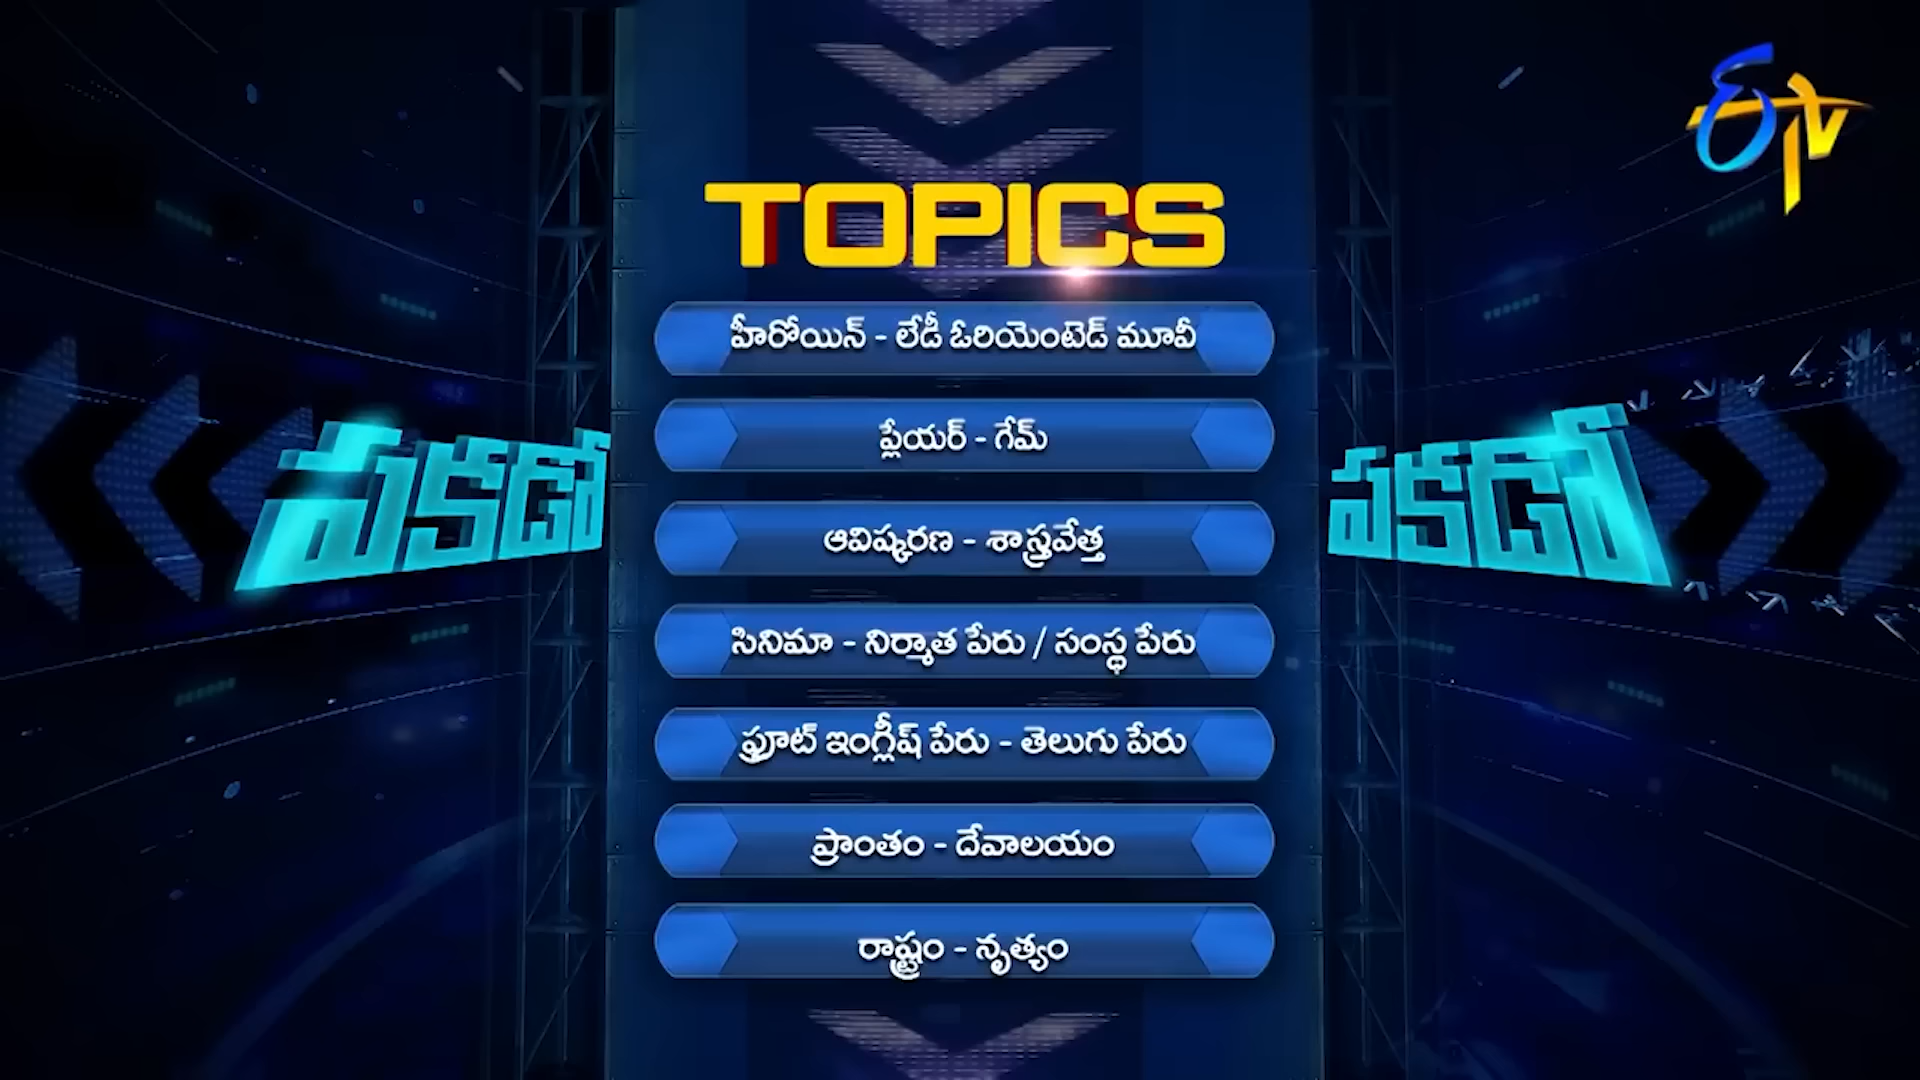 ETV
TOPICS
హీరోయిన్ - లేడీ ఓరియెంటెడ్ మూవీ
ప్లేయర్ - గేమ్
ఆవిష్కరణ - శాస్త్రవేత్త
పకడో
పకడో
సినిమా - నిర్మాత పేరు / సంస్థ పేరు
ఫ్రూట్ ఇంగ్లీష్ పేరు - తెలుగు పేరు
ప్రాంతం - దేవాలయం
రాష్ట్రం - నృత్యం